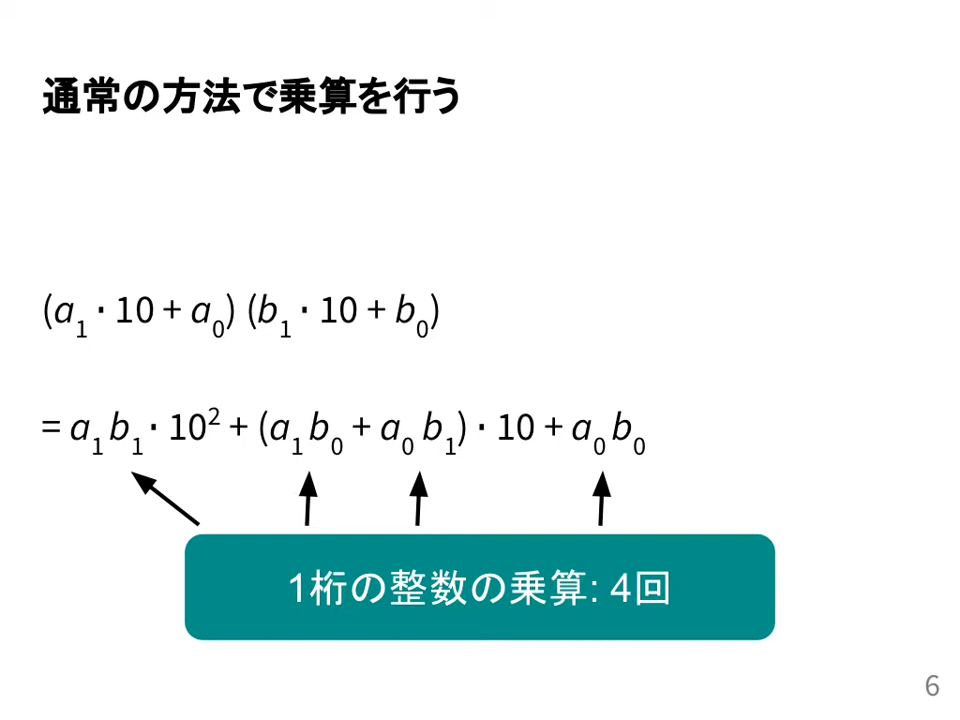 通常の方法で乗算を行う
(a₁ · 10 + a₀) (b₁ · 10 + b₀)
= a₁ b₁ · 10² + (a₁ b₀ + a₀ b₁) · 10 + a₀ b₀
1桁の整数の乗算: 4回
6